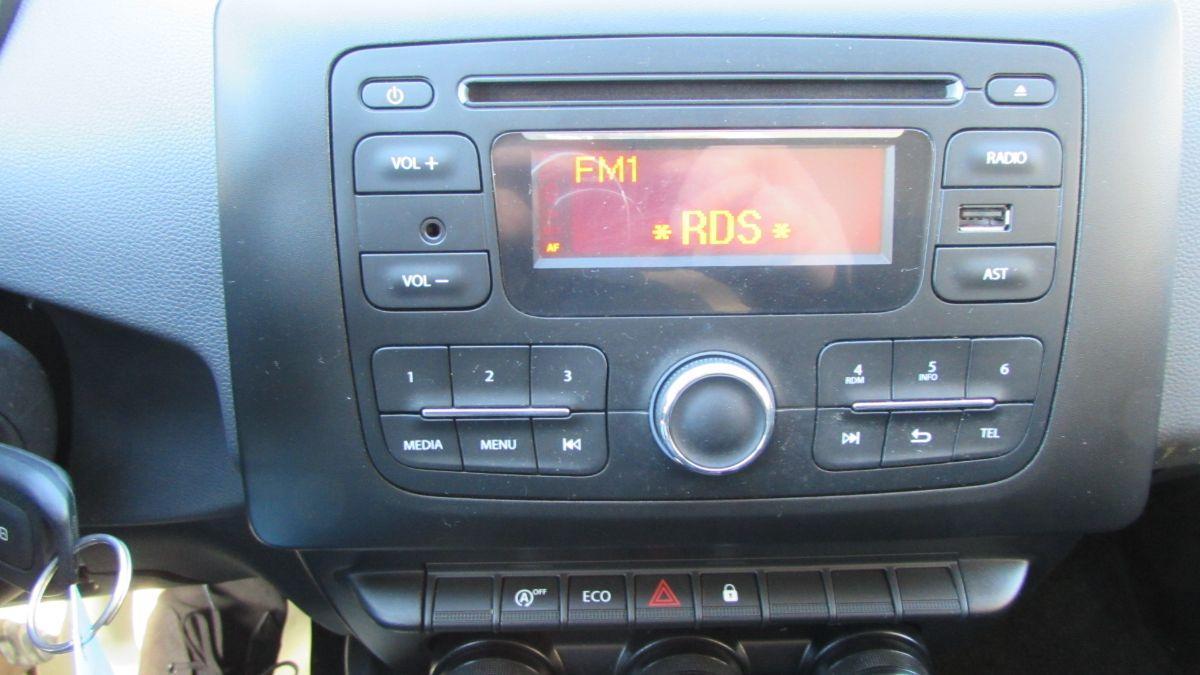 VOL +
RADIO
FM1
* RDS *
AF
VOL −
AST
1 2 3
4 RDM 5 INFO 6
MEDIA MENU
TEL
A OFF ECO